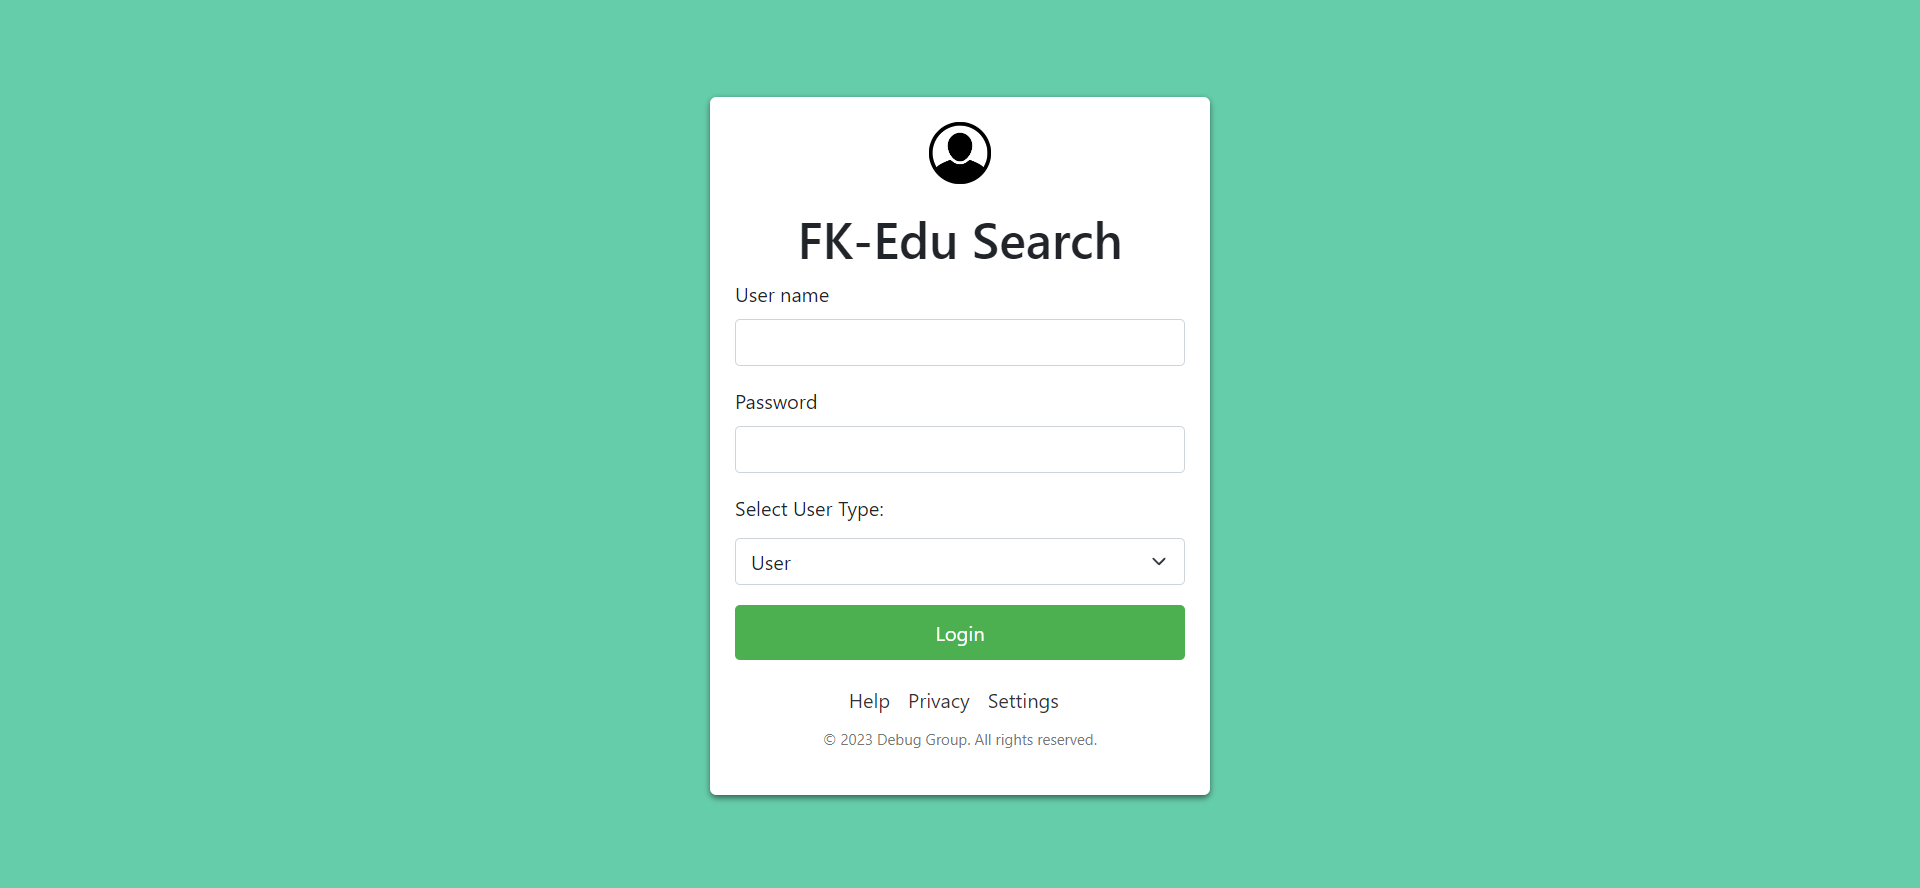 FK-Edu Search
User name
Password
Select User Type:
User
Login
Help Privacy Settings
© 2023 Debug Group. All rights reserved.